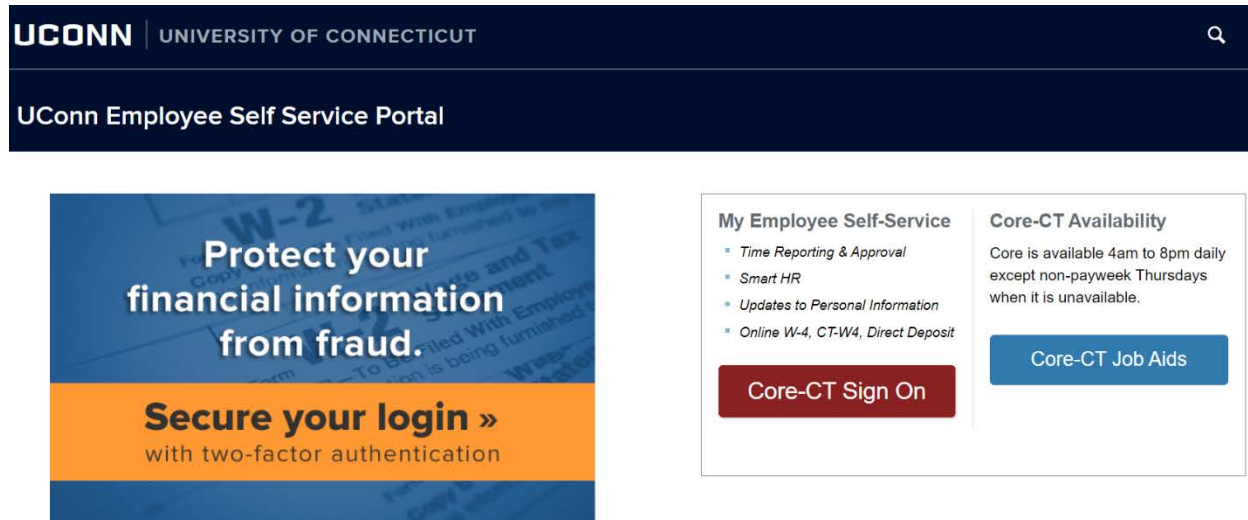 UCONN UNIVERSITY OF CONNECTICUT
UConn Employee Self Service Portal
Protect your
financial information
from fraud.
Secure your login »
with two-factor authentication
My Employee Self-Service
Time Reporting & Approval
Smart HR
Updates to Personal Information
Online W-4, CT-W4, Direct Deposit
Core-CT Sign On
Core-CT Availability
Core is available 4am to 8pm daily
except non-payweek Thursdays
when it is unavailable.
Core-CT Job Aids